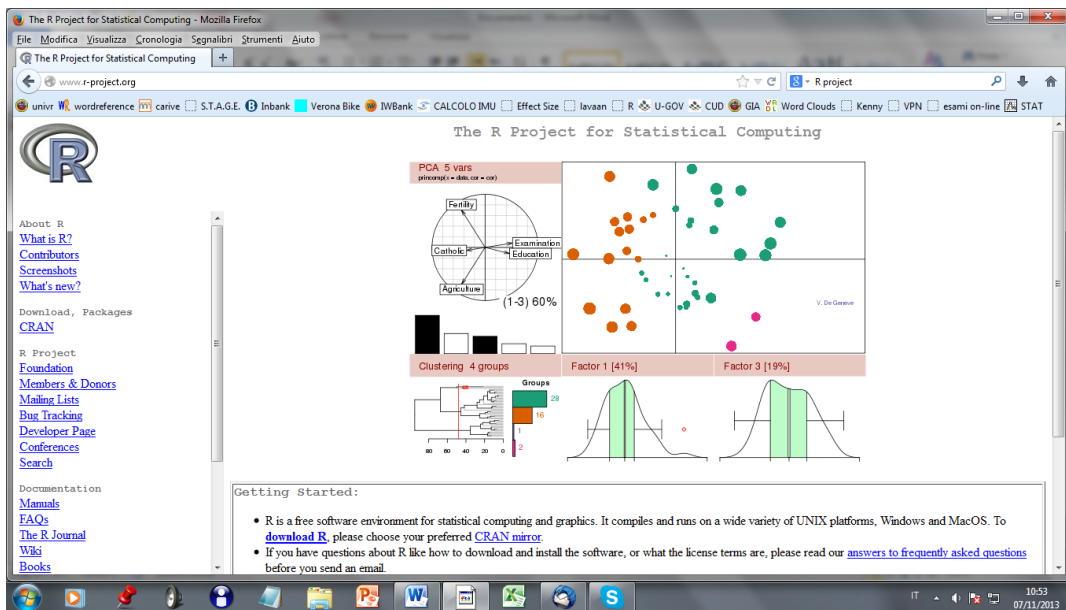 The R Project for Statistical Computing - Mozilla Firefox
File Modifica Visualizza Cronologia Segnalibri Strumenti Aiuto
The R Project for Statistical Computing +
www.r-project.org
R project
univr wordreference carive S.T.A.G.E. Inbank Verona Bike IWBank CALCOLO IMU Effect Size lavaan R U-GOV CUD GIA Word Clouds Kenny VPN esami on-line STAT
The R Project for Statistical Computing
R
About R
What is R?
Contributors
Screenshots
What's new?
Download, Packages
CRAN
R Project
Foundation
Members & Donors
Mailing Lists
Bug Tracking
Developer Page
Conferences
Search
Documentation
Manuals
FAQs
The R Journal
Wiki
Books
PCA 5 vars
princomp(x = data, cor = cor)
Fertility
Catholic
Examination
Education
Agriculture
(1-3) 60%
V. De Geneve
Clustering 4 groups
Factor 1 [41%]
Factor 3 [19%]
Groups
28
16
1
2
80 60 40 20 0
Getting Started:
• R is a free software environment for statistical computing and graphics. It compiles and runs on a wide variety of UNIX platforms, Windows and MacOS. To
download R, please choose your preferred CRAN mirror.
• If you have questions about R like how to download and install the software, or what the license terms are, please read our answers to frequently asked questions
before you send an email.
IT
10:53
07/11/2013